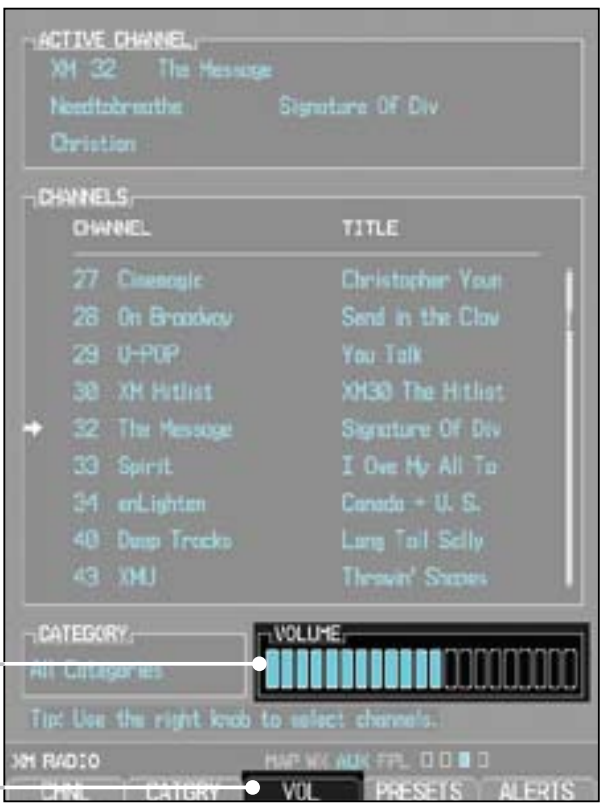 ACTIVE CHANNEL
XM 32 The Message
Needtobreathe Signature Of Div
Christian
CHANNELS
CHANNEL TITLE
27 Cinemagic Christopher Youn
28 On Broadway Send in the Clow
29 U-POP You Talk
30 XM Hitlist XM30 The Hitlist
32 The Message Signature Of Div
33 Spirit I Owe My All To
34 enLighten Canada + U. S.
40 Deep Tracks Long Tall Sally
43 XMU Throwin' Shapes
CATEGORY VOLUME
All Categories
Tip: Use the right knob to select channels.
XM RADIO MAP WX AUX FPL
CHNL CATGRY VOL PRESETS ALERTS